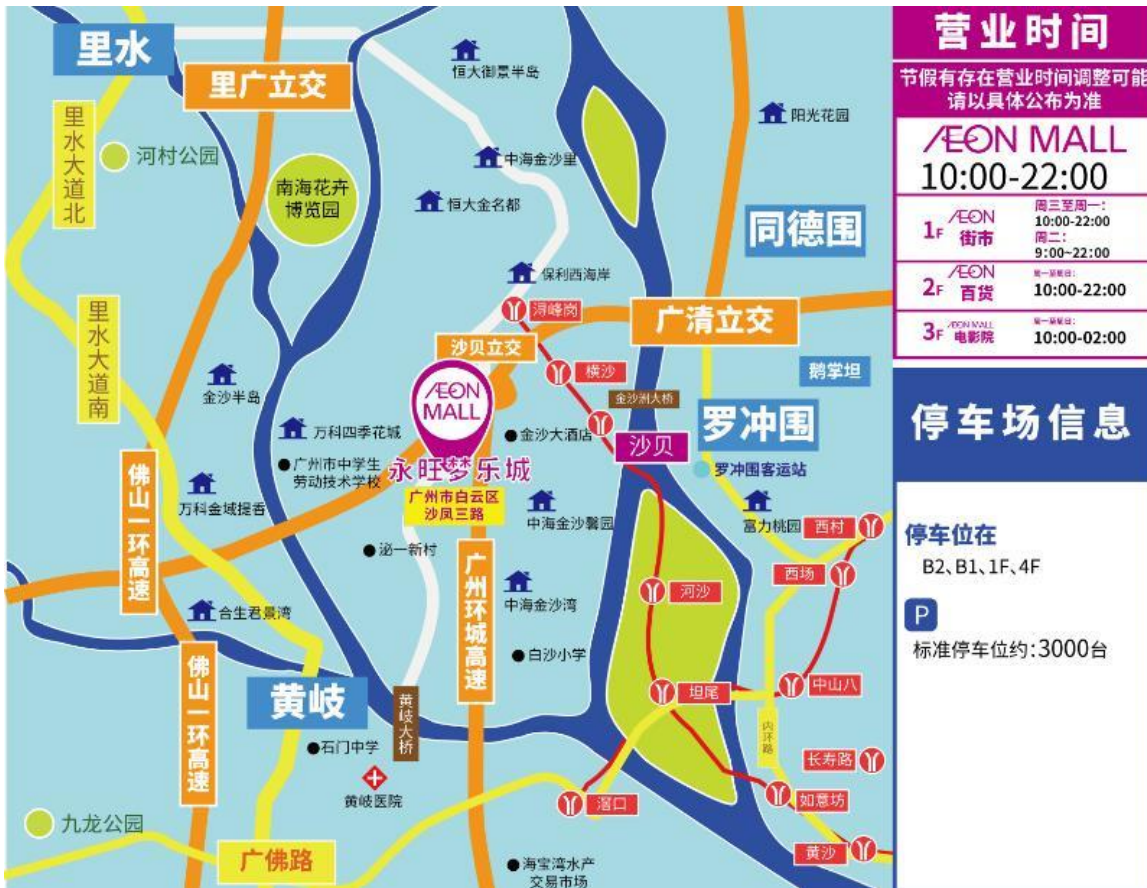 里水
里广立交
里水大道北
河村公园
南海花卉
博览园
恒大御景半岛
中海金沙里
恒大金名都
阳光花园
同德围
保利西海岸
浔峰岗
广清立交
沙贝立交
里水大道南
横沙
鹅掌坦
金沙半岛
ÆON
MALL
金沙洲大桥
罗冲围
万科四季花城
金沙大酒店
沙贝
广州市中学生
劳动技术学校
永旺梦乐城
罗冲围客运站
佛山一环高速
万科金域提香
广州市白云区
沙凤三路
中海金沙馨园
富力桃园
西村
泌一新村
西场
广州环城高速
中海金沙湾
河沙
合生君景湾
白沙小学
佛山一环高速
黄岐
坦尾
中山八
黄岐大桥
内环路
石门中学
长寿路
黄岐医院
滘口
如意坊
九龙公园
黄沙
广佛路
海宝湾水产
交易市场
营业时间
节假有存在营业时间调整可能
请以具体公布为准
ÆON MALL
10:00-22:00
1F ÆON 街市
周三至周一:
10:00-22:00
周二:
9:00~22:00
2F ÆON 百货
周一至周日:
10:00-22:00
3F ÆON MALL 电影院
周一至周日:
10:00-02:00
停车场信息
停车位在
B2、B1、1F、4F
P
标准停车位约:3000台